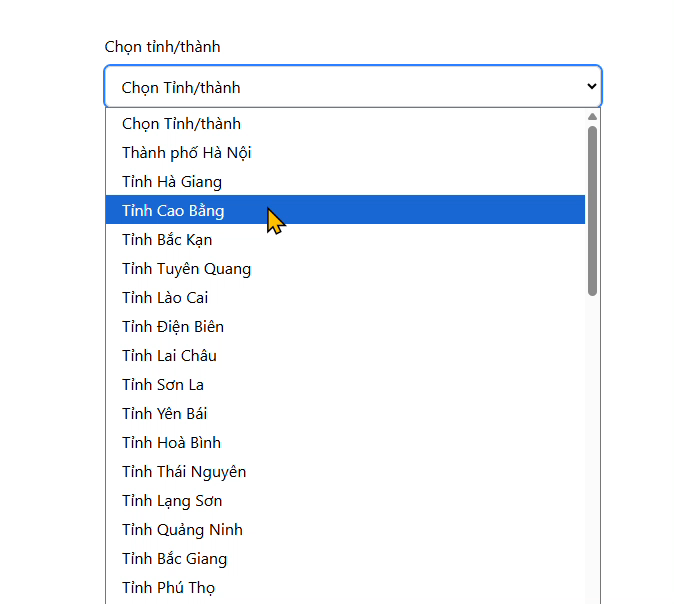 Chọn tỉnh/thành
Chọn Tỉnh/thành
Chọn Tỉnh/thành
Thành phố Hà Nội
Tỉnh Hà Giang
Tỉnh Cao Bằng
Tỉnh Bắc Kạn
Tỉnh Tuyên Quang
Tỉnh Lào Cai
Tỉnh Điện Biên
Tỉnh Lai Châu
Tỉnh Sơn La
Tỉnh Yên Bái
Tỉnh Hoà Bình
Tỉnh Thái Nguyên
Tỉnh Lạng Sơn
Tỉnh Quảng Ninh
Tỉnh Bắc Giang
Tỉnh Phú Thọ